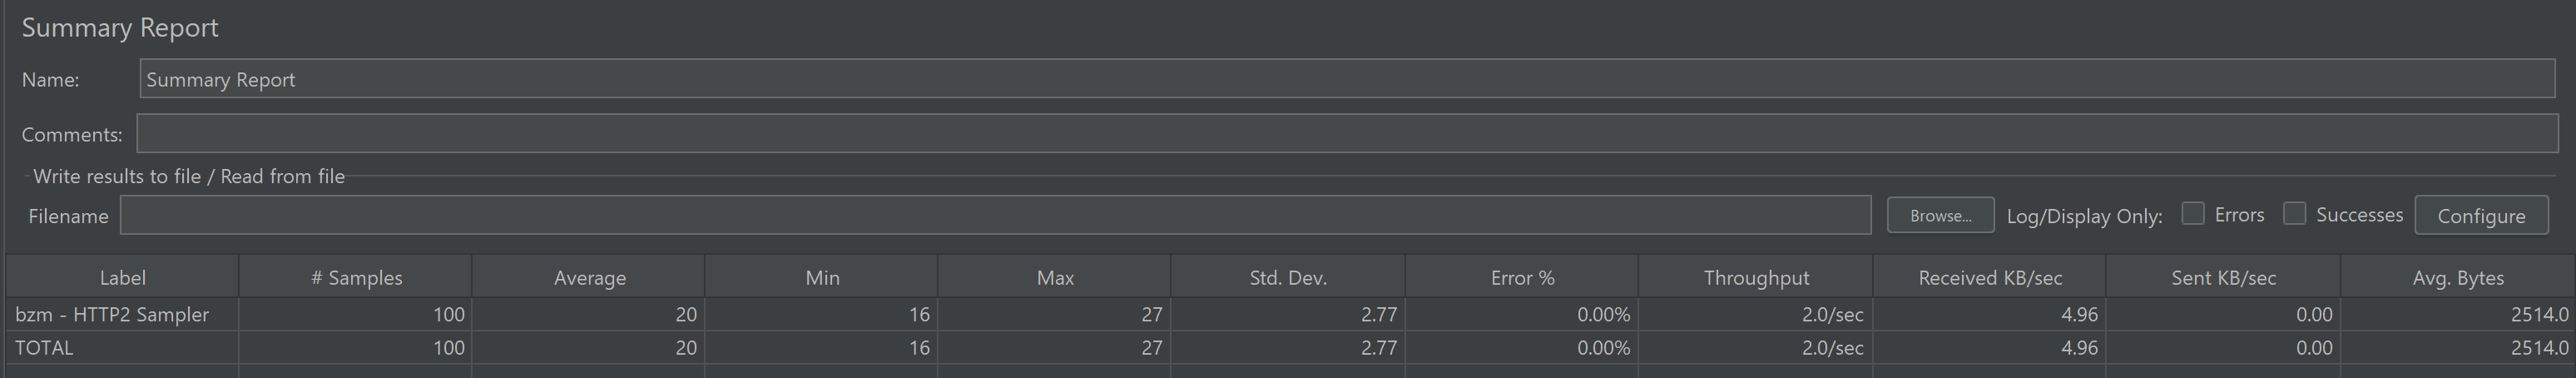 Summary Report
Name: Summary Report
Comments:
Write results to file / Read from file
Filename Browse... Log/Display Only: Errors Successes Configure
Label # Samples Average Min Max Std. Dev. Error % Throughput Received KB/sec Sent KB/sec Avg. Bytes
bzm - HTTP2 Sampler 100 20 16 27 2.77 0.00% 2.0/sec 4.96 0.00 2514.0
TOTAL 100 20 16 27 2.77 0.00% 2.0/sec 4.96 0.00 2514.0